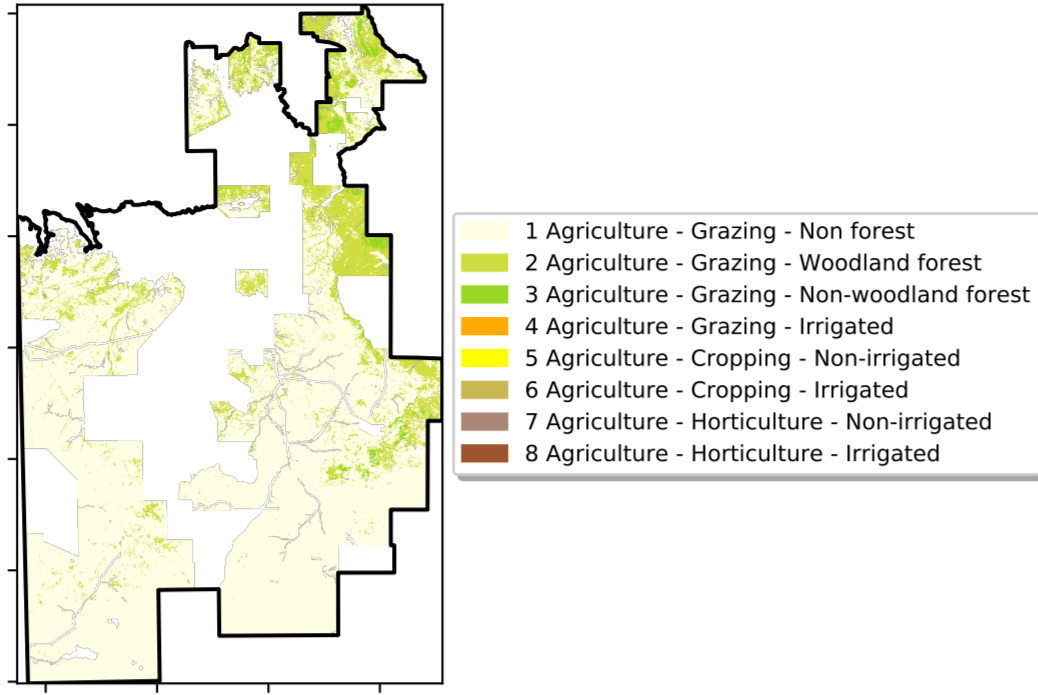 1 Agriculture - Grazing - Non forest
2 Agriculture - Grazing - Woodland forest
3 Agriculture - Grazing - Non-woodland forest
4 Agriculture - Grazing - Irrigated
5 Agriculture - Cropping - Non-irrigated
6 Agriculture - Cropping - Irrigated
7 Agriculture - Horticulture - Non-irrigated
8 Agriculture - Horticulture - Irrigated